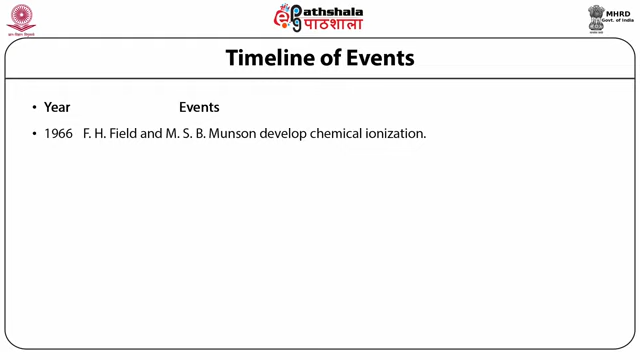 ePathshala
पाठशाला
MHRD
Govt. of India
Timeline of Events
• Year Events
• 1966 F. H. Field and M. S. B. Munson develop chemical ionization.